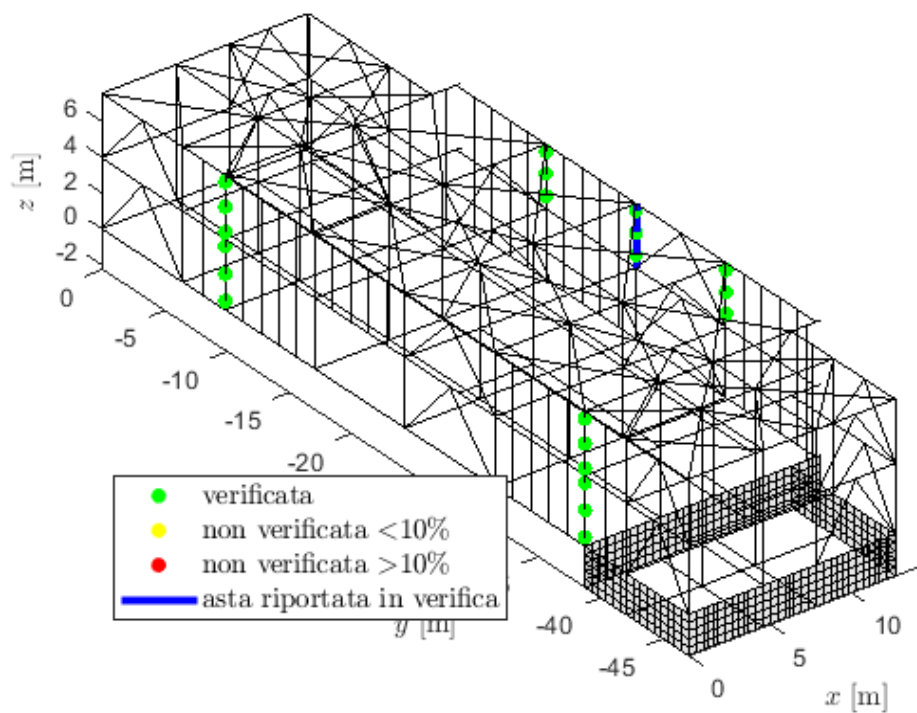 6
4
2
0
-2
z [m]
0
-5
-10
-15
-20
-40
-45
y [m]
0
5
10
x [m]
verificata
non verificata <10%
non verificata >10%
asta riportata in verifica